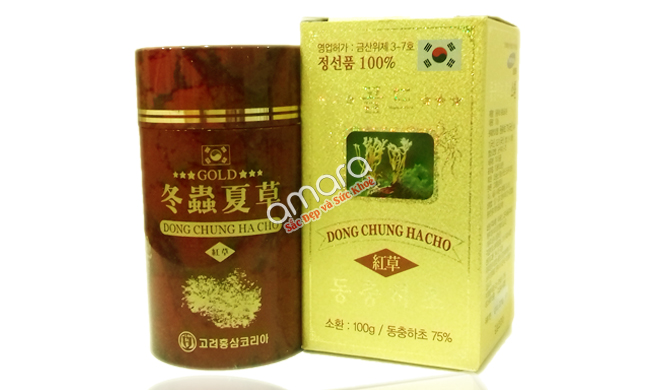 ★★★ GOLD ★★★
冬蟲夏草
DONG CHUNG HA CHO
紅草
고려홍삼코리아
영업허가 : 금산위제 3-7호
정선품 100%
DONG CHUNG HA CHO
紅草
동충하초
소환 : 100g / 동충하초 75%
amara
Sắc Đẹp và Sức Khỏe